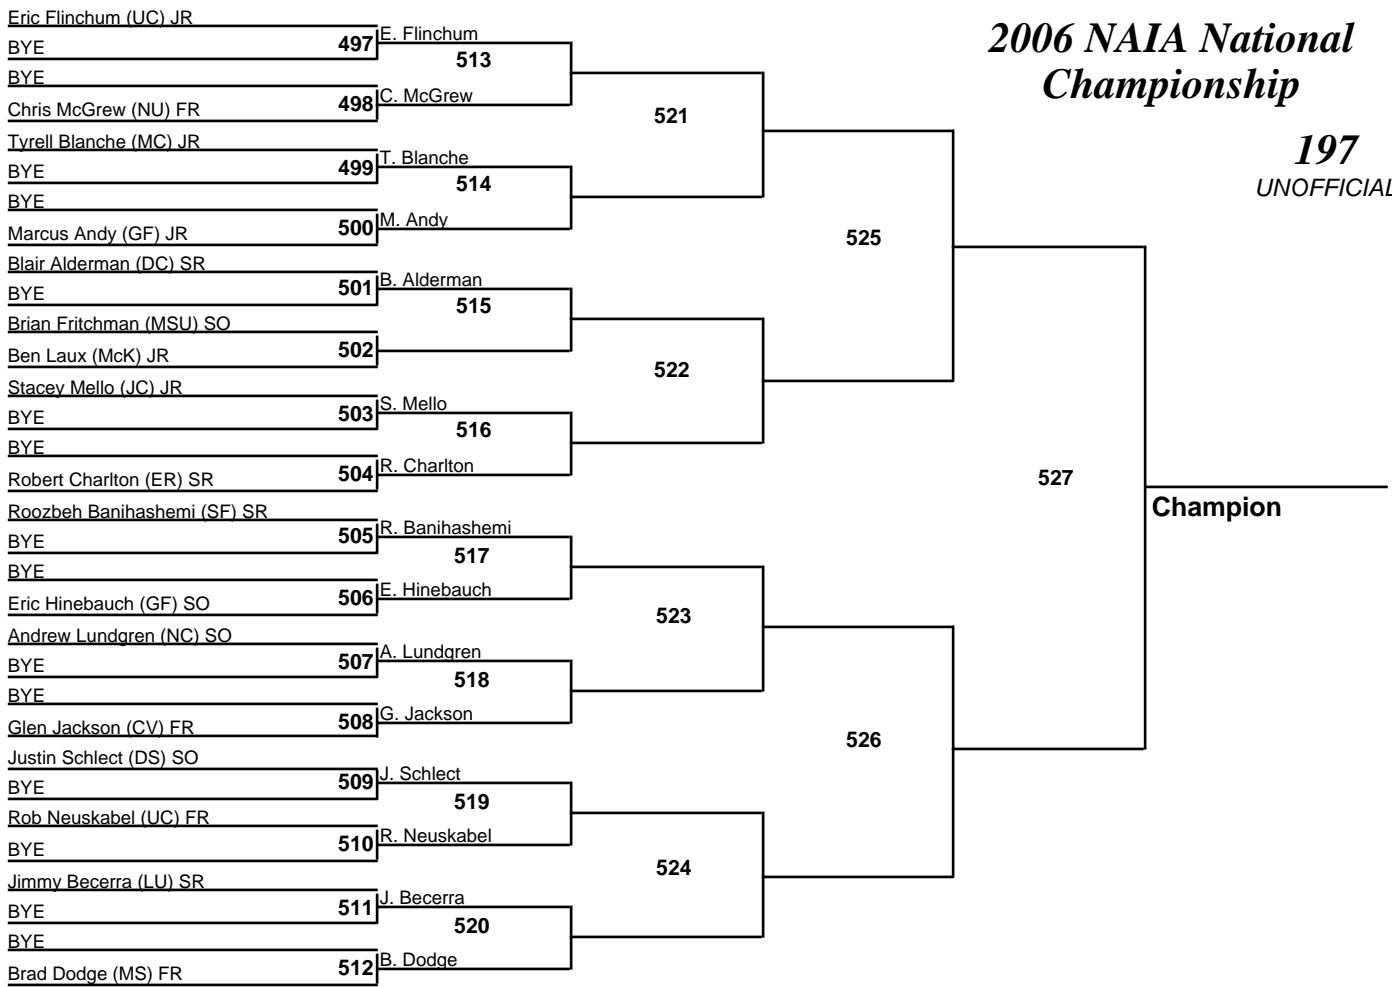 2006 NAIA National
Championship
197
UNOFFICIAL
Eric Flinchum (UC) JR
BYE
497
BYE
Chris McGrew (NU) FR
498
Tyrell Blanche (MC) JR
BYE
499
BYE
Marcus Andy (GF) JR
500
Blair Alderman (DC) SR
BYE
501
Brian Fritchman (MSU) SO
Ben Laux (McK) JR
502
Stacey Mello (JC) JR
BYE
503
BYE
Robert Charlton (ER) SR
504
Roozbeh Banihashemi (SF) SR
BYE
505
BYE
Eric Hinebauch (GF) SO
506
Andrew Lundgren (NC) SO
BYE
507
BYE
Glen Jackson (CV) FR
508
Justin Schlect (DS) SO
BYE
509
Rob Neuskabel (UC) FR
BYE
510
Jimmy Becerra (LU) SR
BYE
511
BYE
Brad Dodge (MS) FR
512
E. Flinchum
513
C. McGrew
T. Blanche
514
M. Andy
B. Alderman
515
S. Mello
516
R. Charlton
R. Banihashemi
517
E. Hinebauch
A. Lundgren
518
G. Jackson
J. Schlect
519
R. Neuskabel
J. Becerra
520
B. Dodge
521
522
523
524
525
526
527
Champion